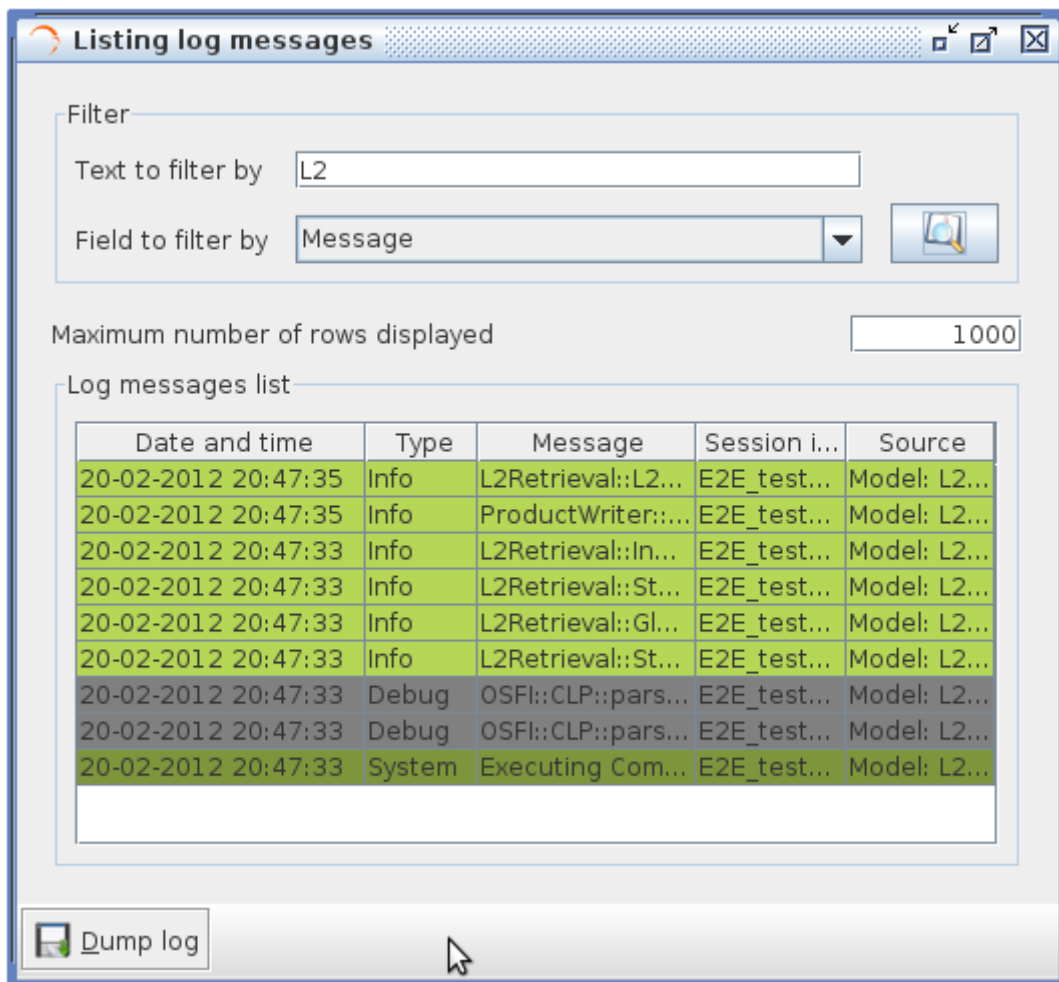 Listing log messages
Filter
Text to filter by L2
Field to filter by Message
Maximum number of rows displayed 1000
Log messages list
Date and time Type Message Session i... Source
20-02-2012 20:47:35 Info L2Retrieval::L2... E2E_test... Model: L2...
20-02-2012 20:47:35 Info ProductWriter::... E2E_test... Model: L2...
20-02-2012 20:47:33 Info L2Retrieval::In... E2E_test... Model: L2...
20-02-2012 20:47:33 Info L2Retrieval::St... E2E_test... Model: L2...
20-02-2012 20:47:33 Info L2Retrieval::Gl... E2E_test... Model: L2...
20-02-2012 20:47:33 Info L2Retrieval::St... E2E_test... Model: L2...
20-02-2012 20:47:33 Debug OSFI::CLP::pars... E2E_test... Model: L2...
20-02-2012 20:47:33 Debug OSFI::CLP::pars... E2E_test... Model: L2...
20-02-2012 20:47:33 System Executing Com... E2E_test... Model: L2...
Dump log